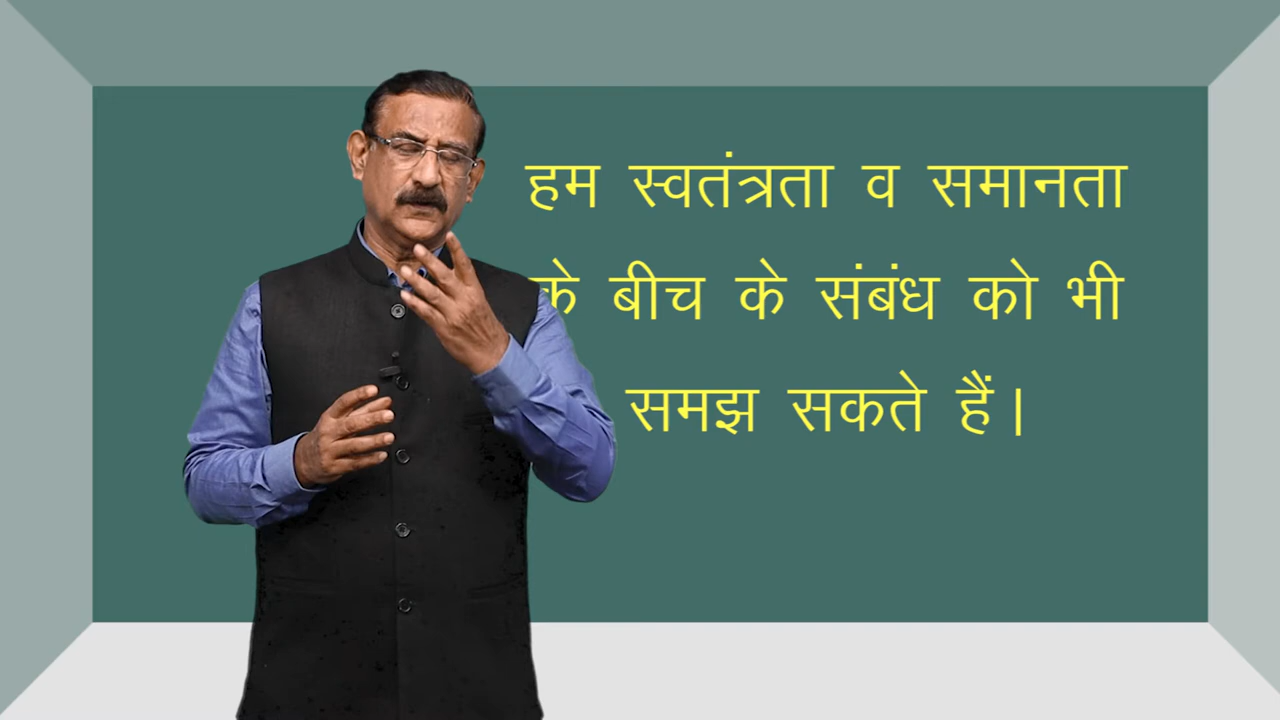 हम स्वतंत्रता व समानता
के बीच के संबंध को भी
समझ सकते हैं।